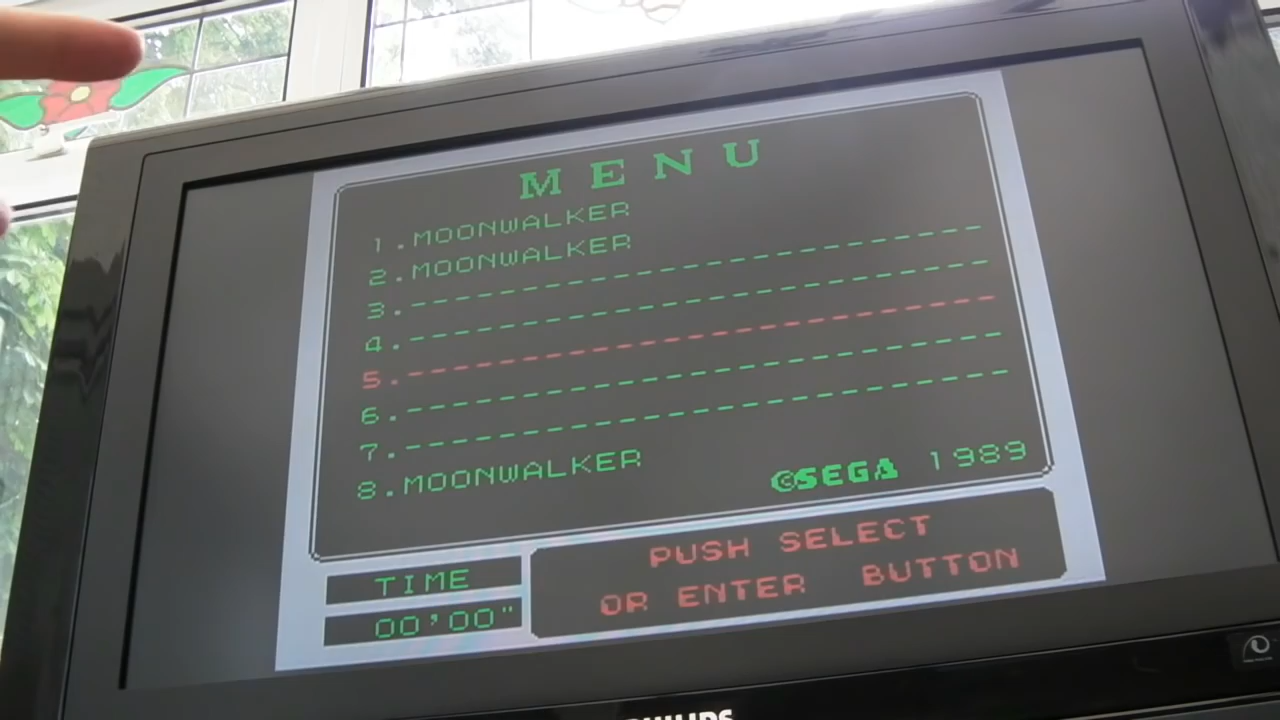 MENU
1.MOONWALKER
2.MOONWALKER
3.------------------------------
4.------------------------------
5.------------------------------
6.------------------------------
7.------------------------------
8.MOONWALKER
©SEGA 1989
TIME
00'00"
PUSH SELECT
OR ENTER BUTTON
PHILIPS